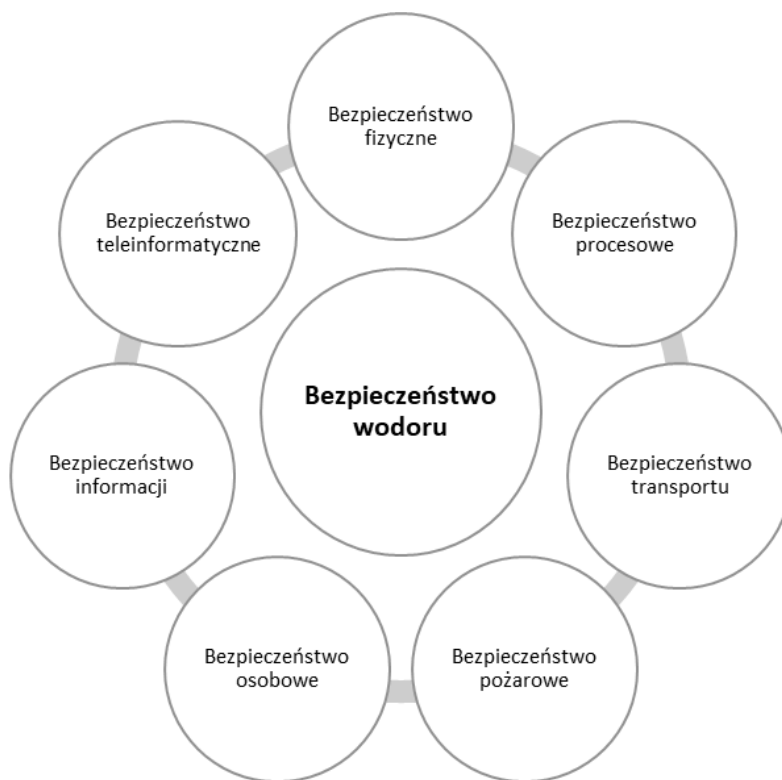 Bezpieczeństwo
fizyczne
Bezpieczeństwo
procesowe
Bezpieczeństwo
transportu
Bezpieczeństwo
pożarowe
Bezpieczeństwo
osobowe
Bezpieczeństwo
informacji
Bezpieczeństwo
teleinformatyczne
Bezpieczeństwo
wodoru